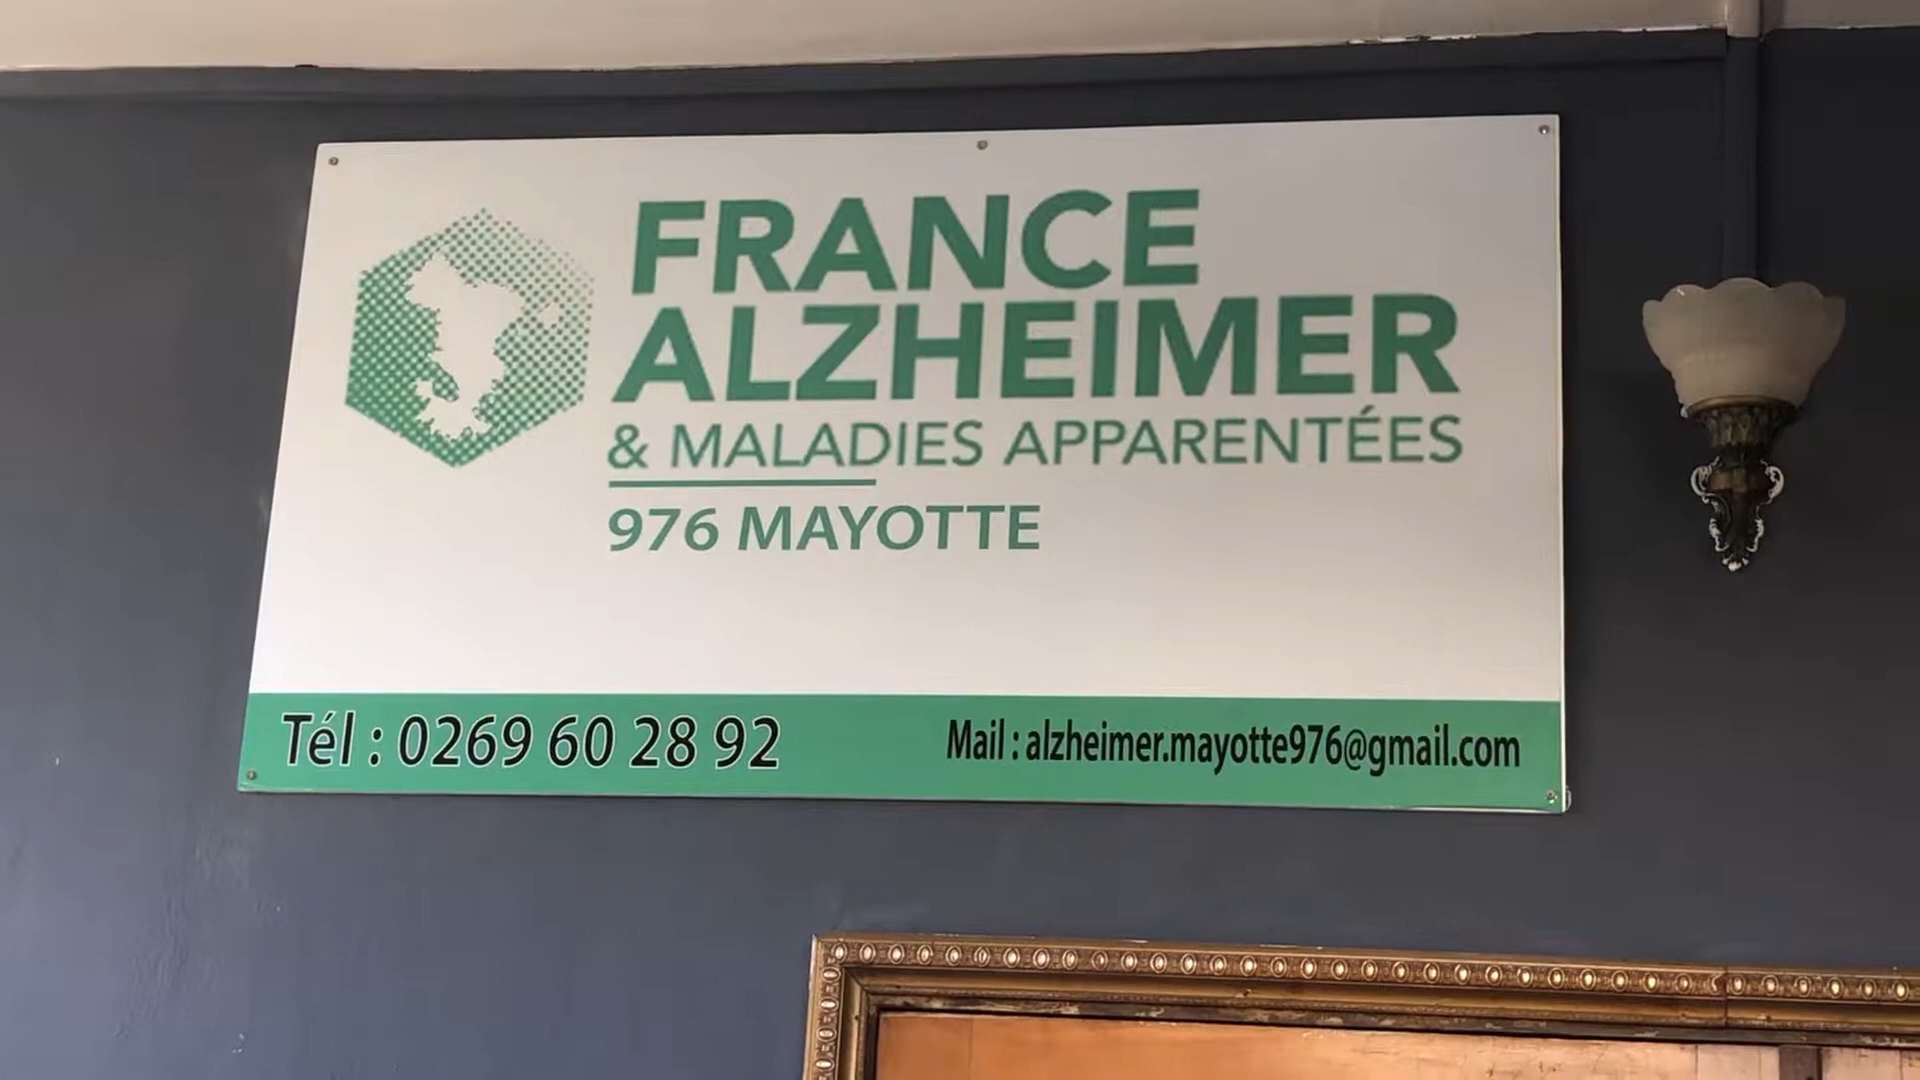 FRANCE
ALZHEIMER
& MALADIES APPARENTÉES
976 MAYOTTE
Tél : 0269 60 28 92
Mail : alzheimer.mayotte976@gmail.com